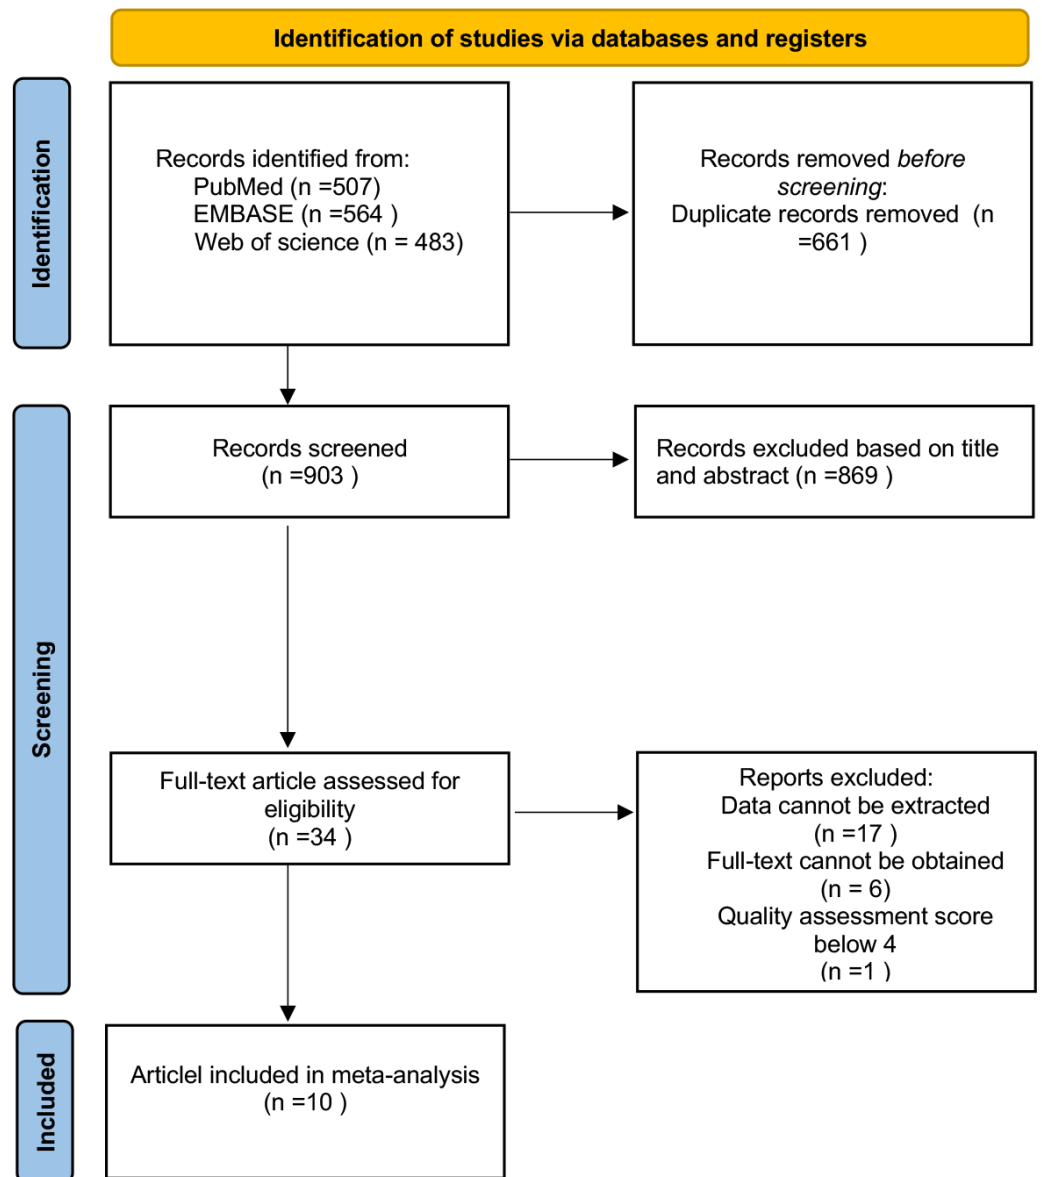 Identification of studies via databases and registers
Identification
Records identified from:
PubMed (n =507)
EMBASE (n =564 )
Web of science (n = 483)
Records removed before
screening:
Duplicate records removed (n
=661 )
Screening
Records screened
(n =903 )
Records excluded based on title
and abstract (n =869 )
Full-text article assessed for
eligibility
(n =34 )
Reports excluded:
Data cannot be extracted
(n =17 )
Full-text cannot be obtained
(n = 6)
Quality assessment score
below 4
(n =1 )
Included
Articlel included in meta-analysis
(n =10 )